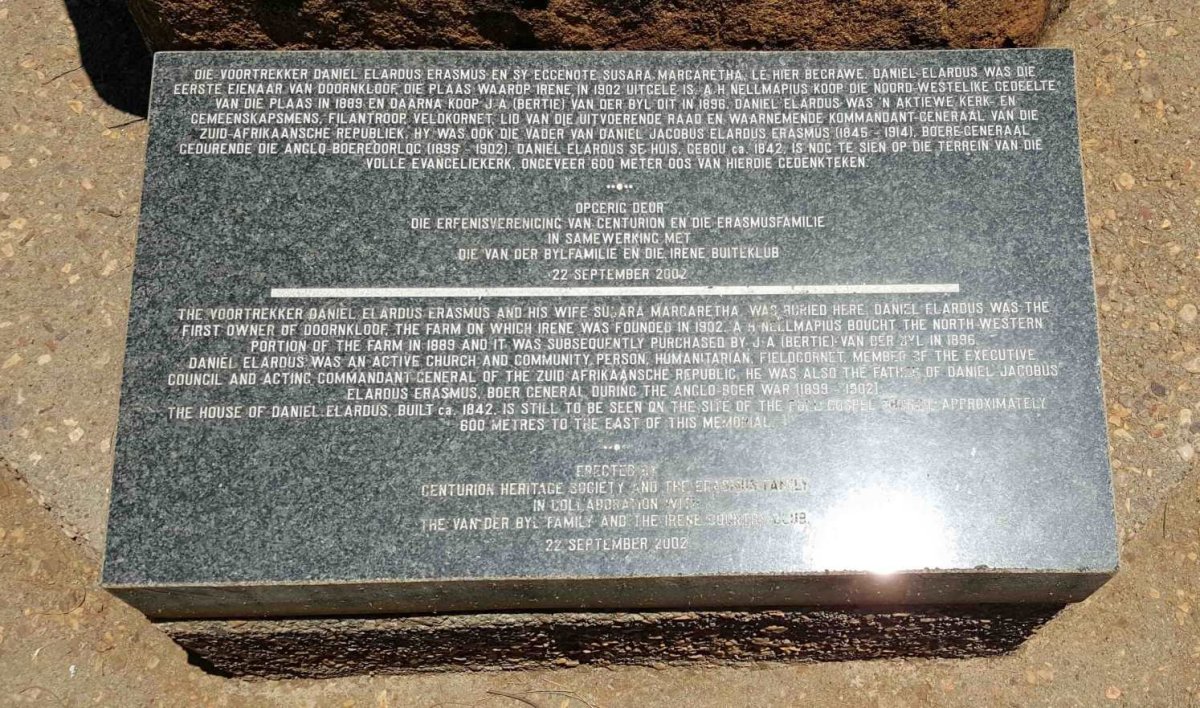 DIE VOORTREKKER DANIEL ELARDUS ERASMUS EN SY EGGENOTE SUSARA MARGARETHA, LÊ HIER BEGRAWE. DANIEL ELARDUS WAS DIE
EERSTE EIENAAR VAN DOORNKLOOF, DIE PLAAS WAAROP IRENE IN 1902 UITGELÊ IS. A H NELLMAPIUS KOOP DIE NOORD-WESTELIKE GEDEELTE
VAN DIE PLAAS IN 1889 EN DAARNA KOOP J A (BERTIE) VAN DER BYL DIT IN 1896. DANIEL ELARDUS WAS 'N AKTIEWE KERK- EN
GEMEENSKAPSMENS, FILANTROOP, VELDKORNET, LID VAN DIE UITVOERENDE RAAD EN WAARNEMENDE KOMMANDANT-GENERAAL VAN DIE
ZUID-AFRIKAÄNSCHE REPUBLIEK. HY WAS OOK DIE VADER VAN DANIEL JACOBUS ELARDUS ERASMUS (1845 - 1914), BOERE-GENERAAL
GEDURENDE DIE ANGLO-BOEREOORLOG (1899 - 1902). DANIEL ELARDUS SE HUIS, GEBOU ca. 1842, IS NOG TE SIEN OP DIE TERREIN VAN DIE
VOLLE EVANGELIEKERK, ONGEVEER 600 METER OOS VAN HIERDIE GEDENKTEKEN.
OPGERIG DEUR
DIE ERFENISVERENIGING VAN CENTURION EN DIE ERASMUSFAMILIE
IN SAMEWERKING MET
DIE VAN DER BYLFAMILIE EN DIE IRENE BUITEKLUB
22 SEPTEMBER 2002
THE VOORTREKKER DANIEL ELARDUS ERASMUS AND HIS WIFE SUSARA MARGARETHA, WAS BURIED HERE. DANIEL ELARDUS WAS THE
FIRST OWNER OF DOORNKLOOF, THE FARM ON WHICH IRENE WAS FOUNDED IN 1902. A H NELLMAPIUS BOUGHT THE NORTH-WESTERN
PORTION OF THE FARM IN 1889 AND IT WAS SUBSEQUENTLY PURCHASED BY J A (BERTIE) VAN DER BYL IN 1896.
DANIEL ELARDUS WAS AN ACTIVE CHURCH AND COMMUNITY PERSON, HUMANITARIAN, FIELDCORNET, MEMBER OF THE EXECUTIVE
COUNCIL AND ACTING COMMANDANT-GENERAL OF THE ZUID AFRIKAÄNSCHE REPUBLIC. HE WAS ALSO THE FATHER OF DANIEL JACOBUS
ELARDUS ERASMUS, BOER GENERAL DURING THE ANGLO-BOER WAR (1899 - 1902).
THE HOUSE OF DANIEL ELARDUS, BUILT ca. 1842, IS STILL TO BE SEEN ON THE SITE OF THE FULL GOSPEL CHURCH, APPROXIMATELY
600 METRES TO THE EAST OF THIS MEMORIAL.
ERECTED BY
CENTURION HERITAGE SOCIETY AND THE ERASMUS FAMILY
IN COLLABORATION WITH
THE VAN DER BYL FAMILY AND THE IRENE COUNTRY CLUB.
22 SEPTEMBER 2002